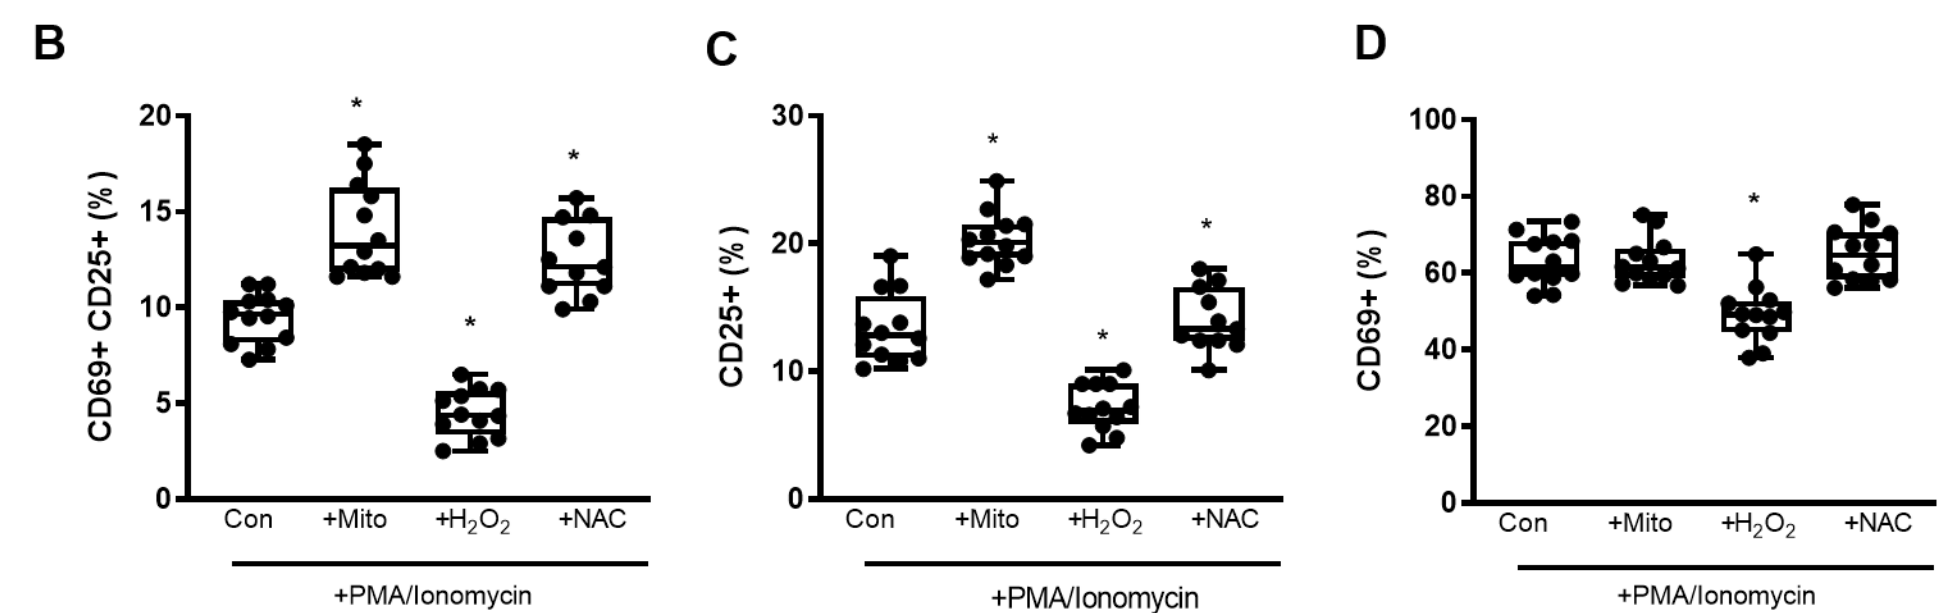 B
CD69+ CD25+ (%)
20
15
10
5
0
*
*
*
Con +Mito +H₂O₂ +NAC
+PMA/Ionomycin
C
CD25+ (%)
30
20
10
0
*
*
*
Con +Mito +H₂O₂ +NAC
+PMA/Ionomycin
D
CD69+ (%)
100
80
60
40
20
0
*
Con +Mito +H₂O₂ +NAC
+PMA/Ionomycin